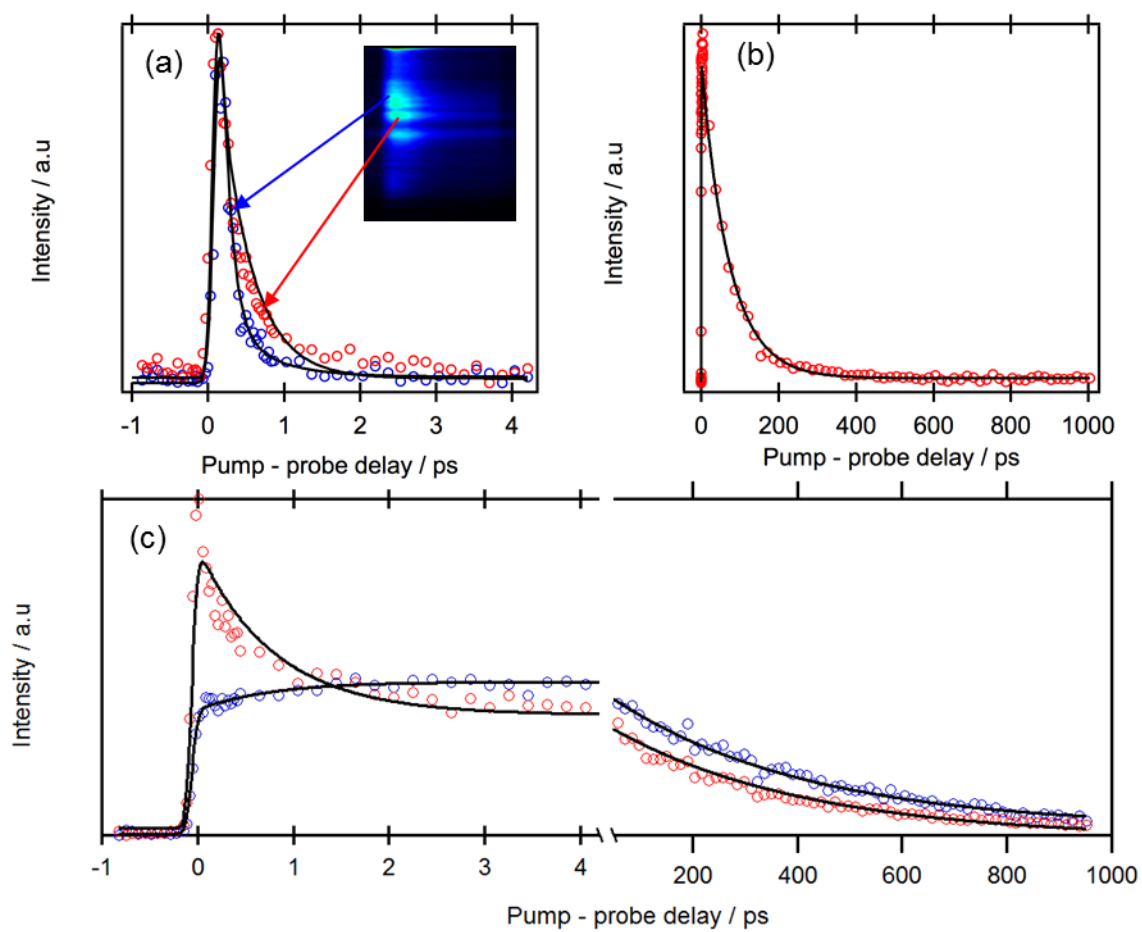 (a)
Intensity / a.u
-1 0 1 2 3 4
Pump - probe delay / ps
(b)
Intensity / a.u
0 200 400 600 800 1000
Pump - probe delay / ps
(c)
Intensity / a.u
-1 0 1 2 3 4 200 400 600 800 1000
Pump - probe delay / ps